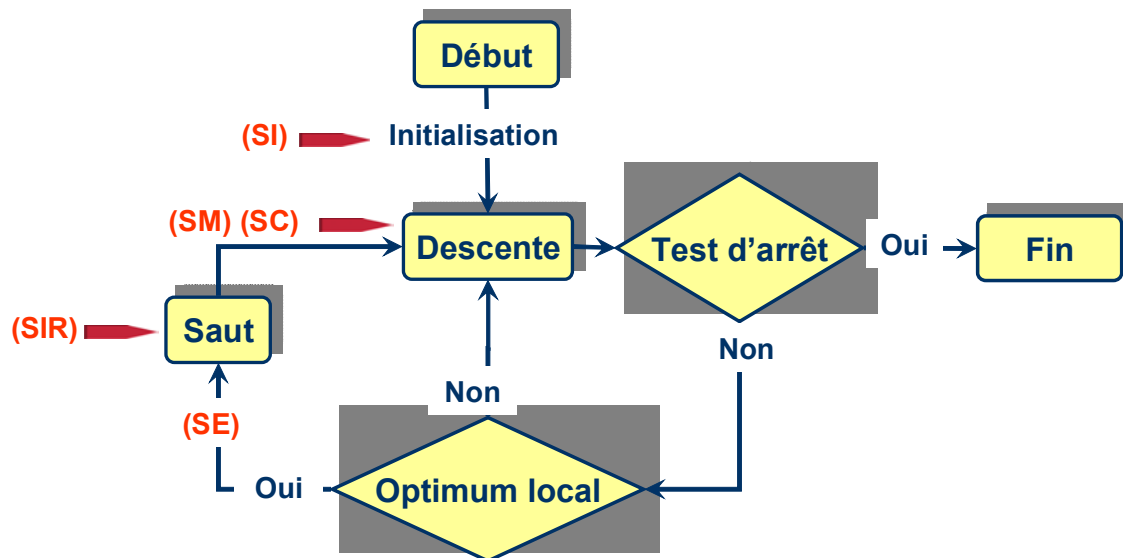 Début
(SI)
Initialisation
(SM) (SC)
Descente
Test d'arrêt
Oui
Fin
(SIR)
Saut
Non
Non
(SE)
Oui
Optimum local